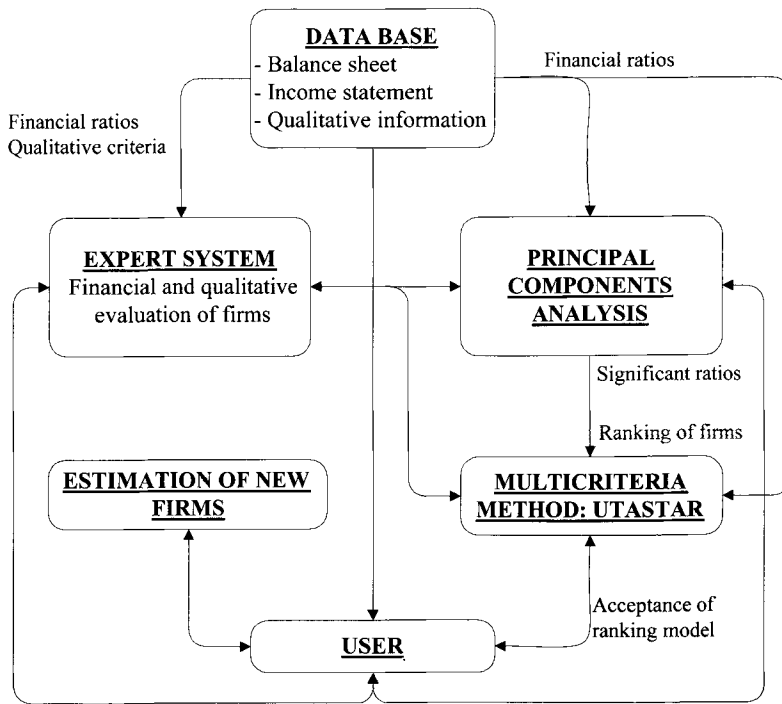 DATA BASE
- Balance sheet
- Income statement
- Qualitative information
Financial ratios
Financial ratios
Qualitative criteria
EXPERT SYSTEM
Financial and qualitative
evaluation of firms
PRINCIPAL
COMPONENTS
ANALYSIS
Significant ratios
Ranking of firms
ESTIMATION OF NEW
FIRMS
MULTICRITERIA
METHOD: UTASTAR
Acceptance of
ranking model
USER